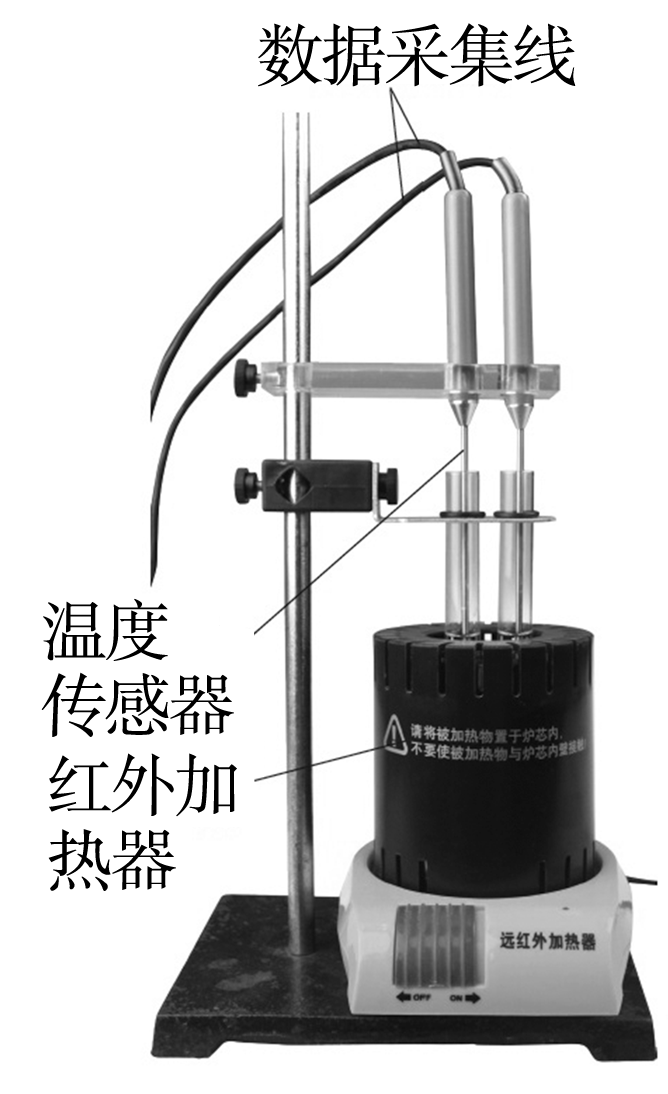 数据采集线
温度
传感器
红外加
热器
请将被加热物置于炉芯内，
不要使被加热物与炉芯内壁接触！
远红外加热器
OFF ON